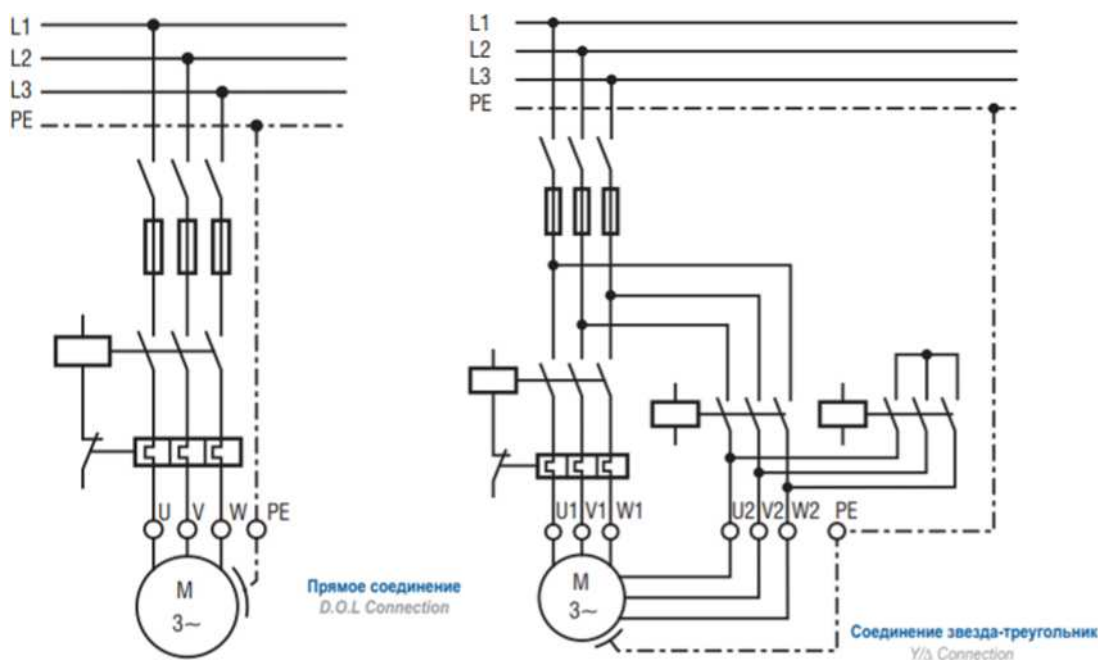 L1
L2
L3
PE
U V W PE
M
3~
Прямое соединение
D.O.L Connection
L1
L2
L3
PE
U1 V1 W1 U2 V2 W2 PE
M
3~
Соединение звезда-треугольник
Y/Δ Connection